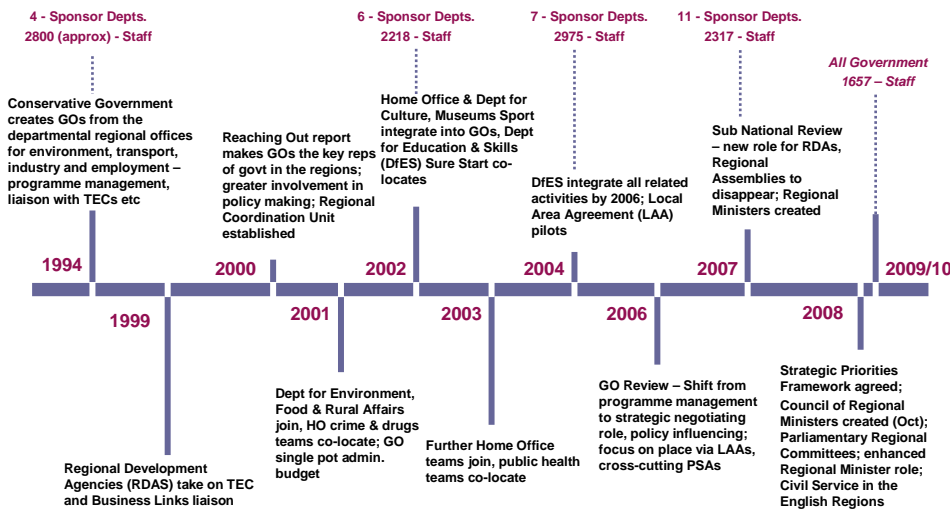 4 - Sponsor Depts.
2800 (approx) - Staff
6 - Sponsor Depts.
2218 - Staff
7 - Sponsor Depts.
2975 - Staff
11 - Sponsor Depts.
2317 - Staff
All Government
1657 – Staff
Conservative Government
creates GOs from the
departmental regional offices
for environment, transport,
industry and employment –
programme management,
liaison with TECs etc
Reaching Out report
makes GOs the key reps
of govt in the regions;
greater involvement in
policy making; Regional
Coordination Unit
established
Home Office & Dept for
Culture, Museums Sport
integrate into GOs, Dept
for Education & Skills
(DfES) Sure Start co-
locates
DfES integrate all related
activities by 2006; Local
Area Agreement (LAA)
pilots
Sub National Review
– new role for RDAs,
Regional
Assemblies to
disappear; Regional
Ministers created
1994
2000
2002
2004
2007
2009/10
1999
2001
2003
2006
2008
Regional Development
Agencies (RDAS) take on TEC
and Business Links liaison
Dept for Environment,
Food & Rural Affairs
join, HO crime & drugs
teams co-locate; GO
single pot admin.
budget
Further Home Office
teams join, public health
teams co-locate
GO Review – Shift from
programme management
to strategic negotiating
role, policy influencing;
focus on place via LAAs,
cross-cutting PSAs
Strategic Priorities
Framework agreed;
Council of Regional
Ministers created (Oct);
Parliamentary Regional
Committees; enhanced
Regional Minister role;
Civil Service in the
English Regions